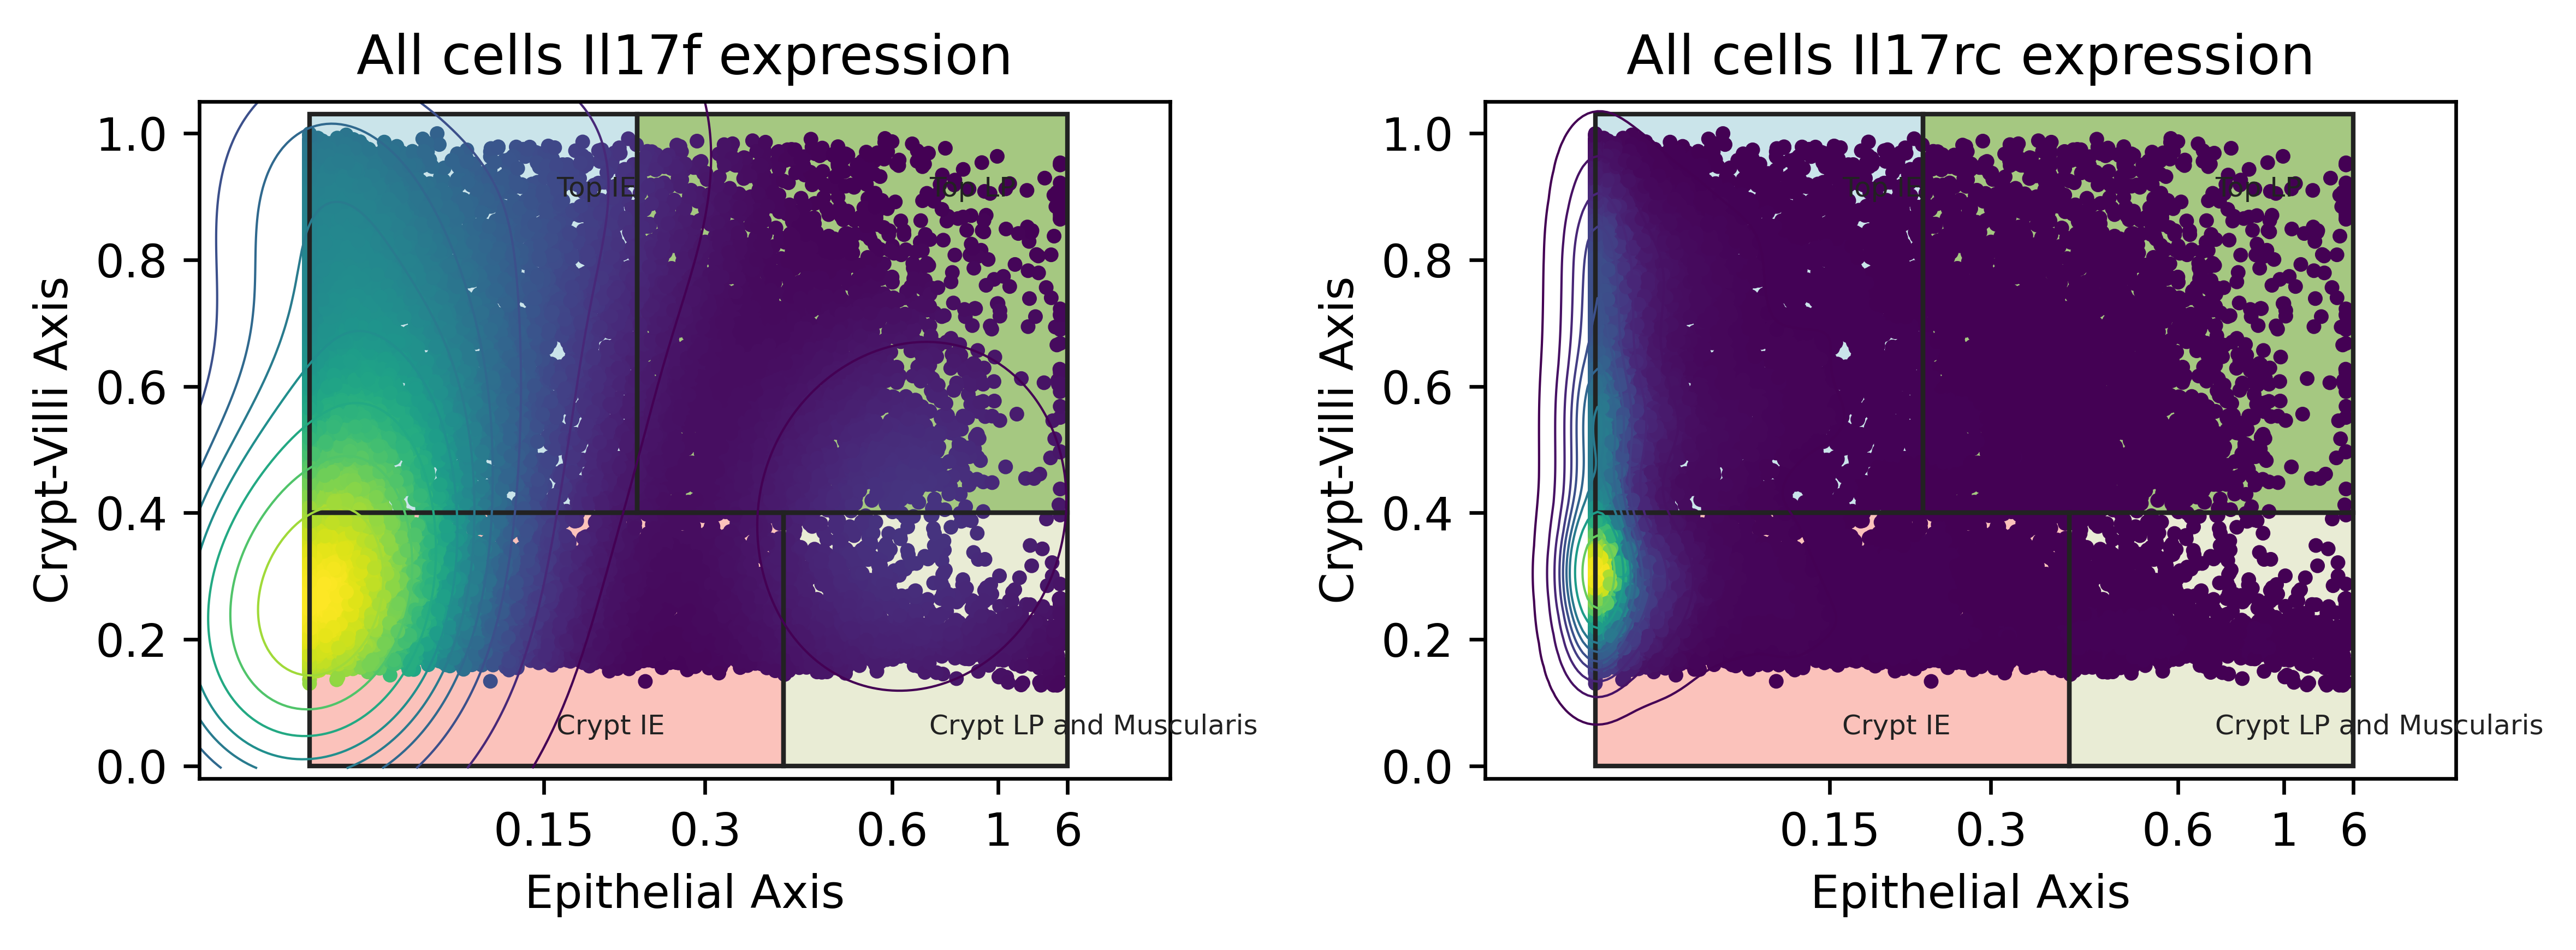 All cells Il17f expression
Crypt-Villi Axis
1.0
0.8
0.6
0.4
0.2
0.0
Top IE
Top LP
Crypt IE
Crypt LP and Muscularis
0.15 0.3 0.6 1 6
Epithelial Axis
All cells Il17rc expression
Crypt-Villi Axis
1.0
0.8
0.6
0.4
0.2
0.0
Top IE
Top LP
Crypt IE
Crypt LP and Muscularis
0.15 0.3 0.6 1 6
Epithelial Axis